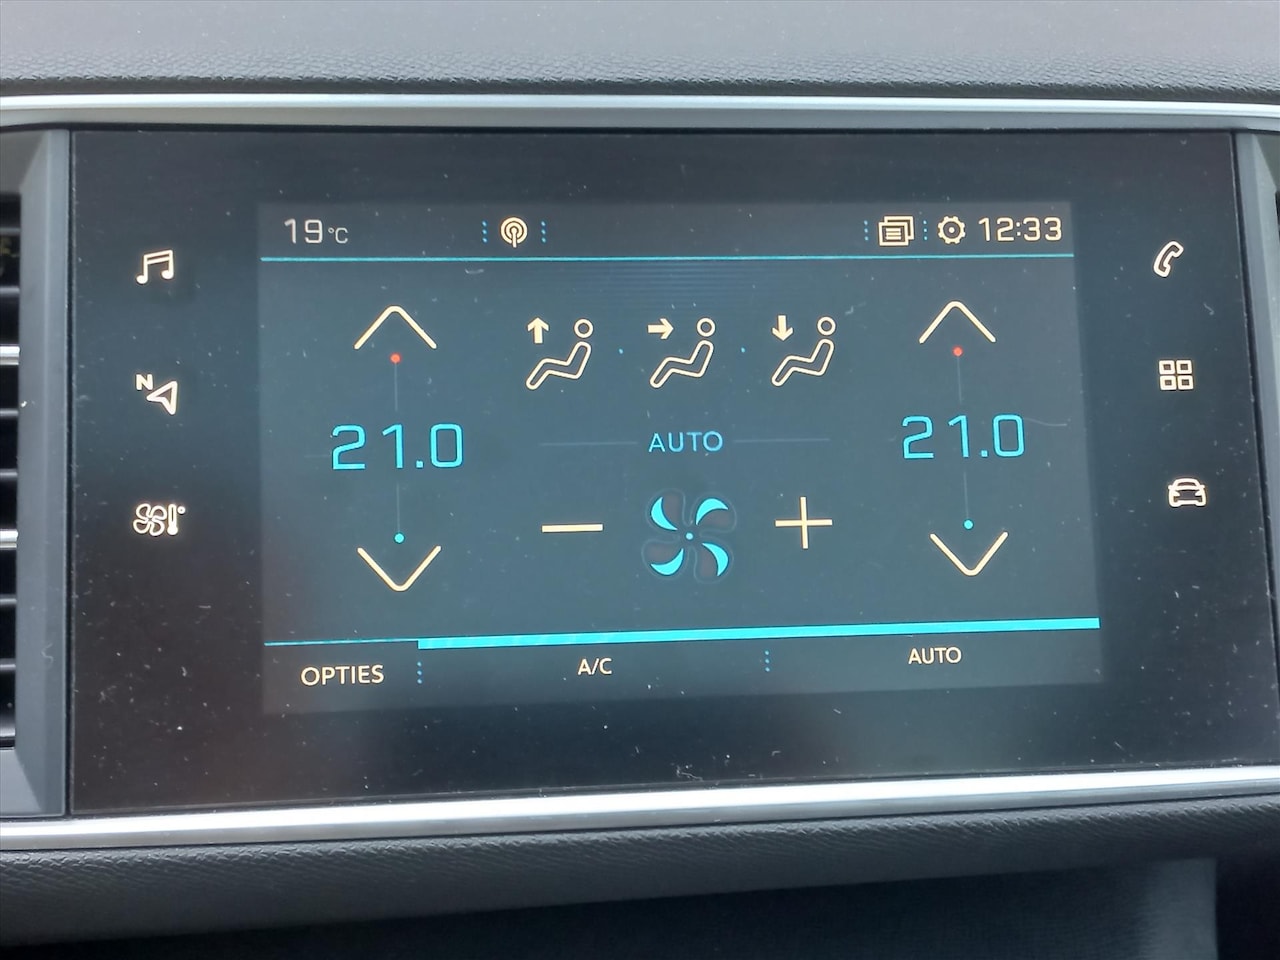 19°C 12:33
N
21.0 AUTO 21.0
OPTIES A/C AUTO